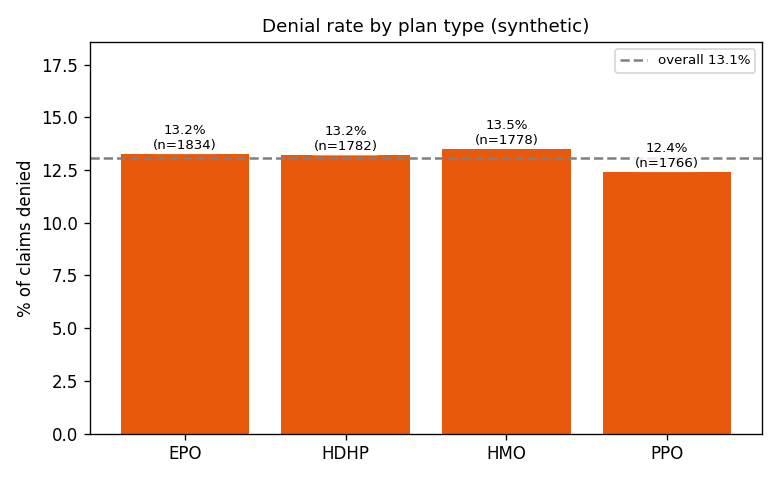 Denial rate by plan type (synthetic)
overall 13.1%
% of claims denied
17.5
15.0
12.5
10.0
7.5
5.0
2.5
0.0
13.2%
(n=1834)
13.2%
(n=1782)
13.5%
(n=1778)
12.4%
(n=1766)
EPO
HDHP
HMO
PPO